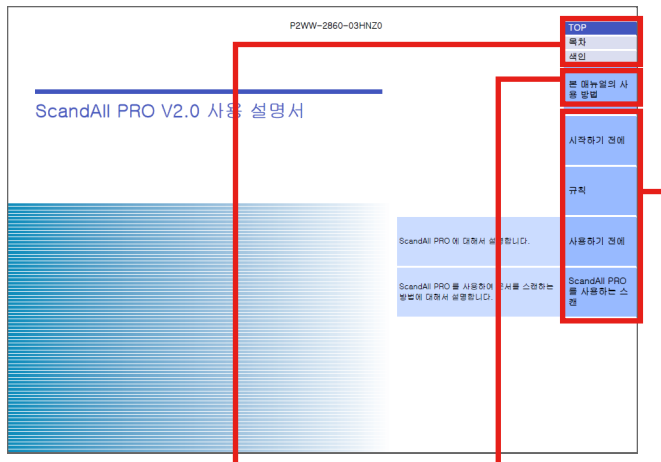 P2WW-2860-03HNZ0
TOP
목차
색인
본 매뉴얼의 사
용 방법
ScandAll PRO V2.0 사용 설명서
시작하기 전에
규칙
ScandAll PRO 에 대해서 설명합니다.
사용하기 전에
ScandAll PRO 를 사용하여 문서를 스캔하는
방법에 대해서 설명합니다.
ScandAll PRO
를 사용하는 스
캔